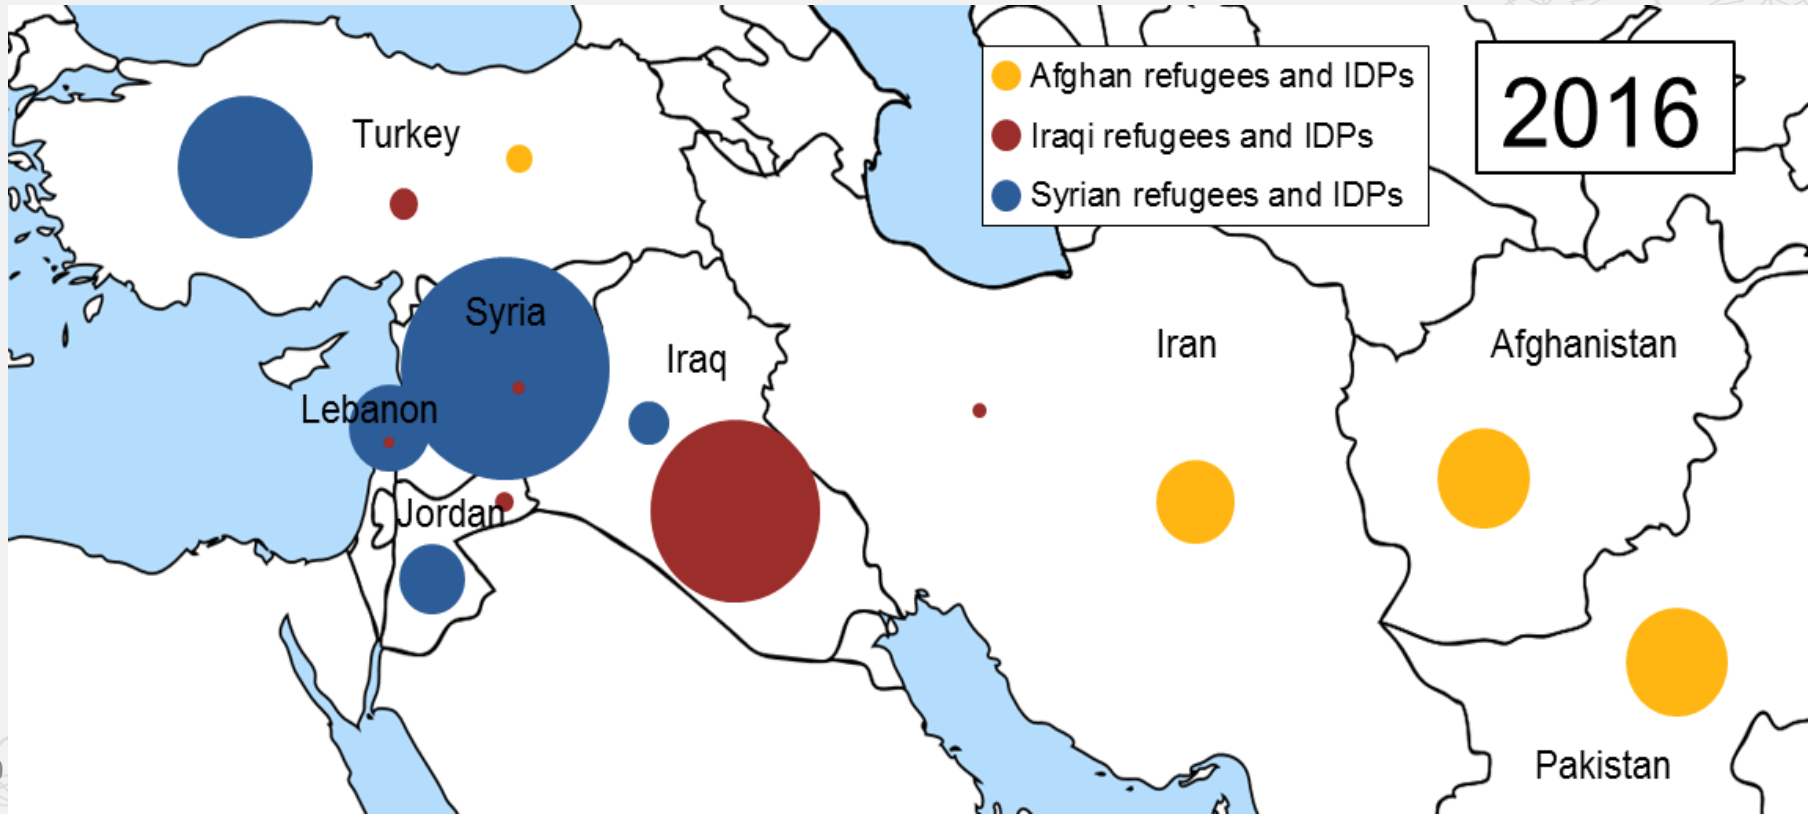 Afghan refugees and IDPs
Iraqi refugees and IDPs
Syrian refugees and IDPs
2016
Turkey
Syria
Iraq
Iran
Afghanistan
Lebanon
Jordan
Pakistan